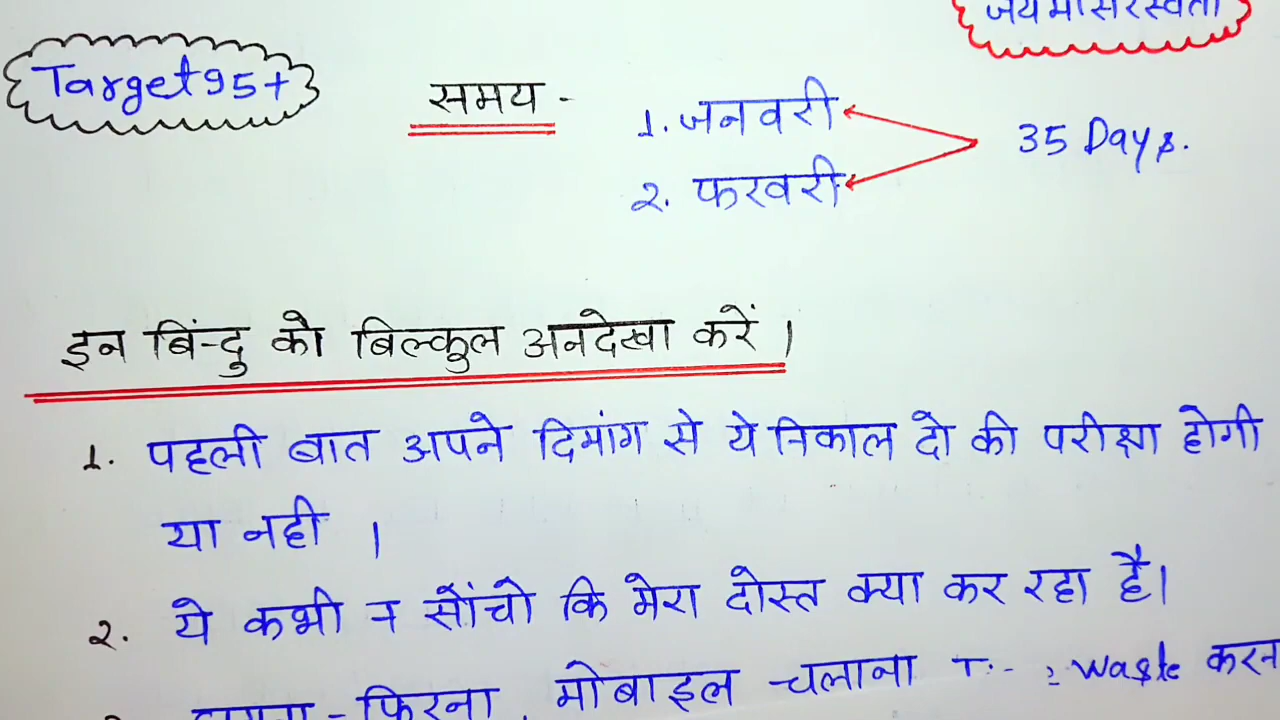 जय माँ सरस्वती
Target 95+
समय -
1. जनवरी
35 Days.
2. फरवरी
इन बिंन्दु को बिल्कुल अनदेखा करें।
1. पहली बात अपने दिमांग से ये निकाल दो की परीक्षा होगी
या नही ।
2. ये कभी न सोंचो कि मेरा दोस्त क्या कर रहा है।
- फिरना, मोबाइल चलाना waste करन